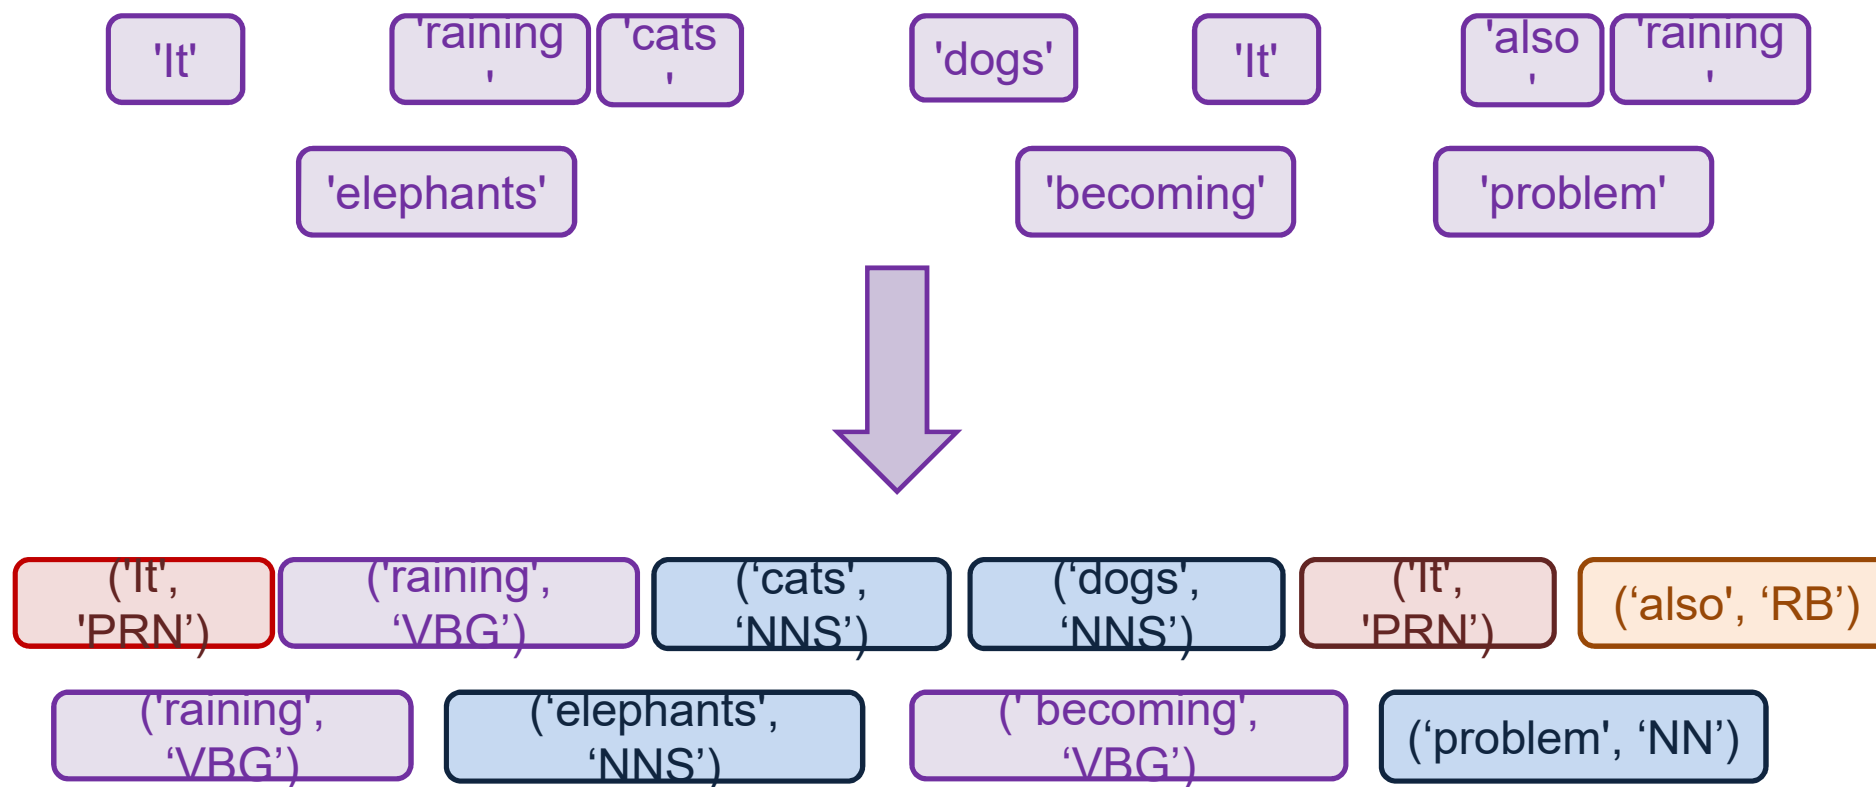 'It' 'raining' 'cats' 'dogs' 'It' 'also' 'raining'
'elephants' 'becoming' 'problem'
('It', 'PRN’) ('raining', ‘VBG’) (‘cats', ‘NNS’) (‘dogs', ‘NNS’) ('It', 'PRN’) (‘also', ‘RB’)
('raining', ‘VBG’) (‘elephants', ‘NNS’) (' becoming', ‘VBG’) (‘problem', ‘NN’)